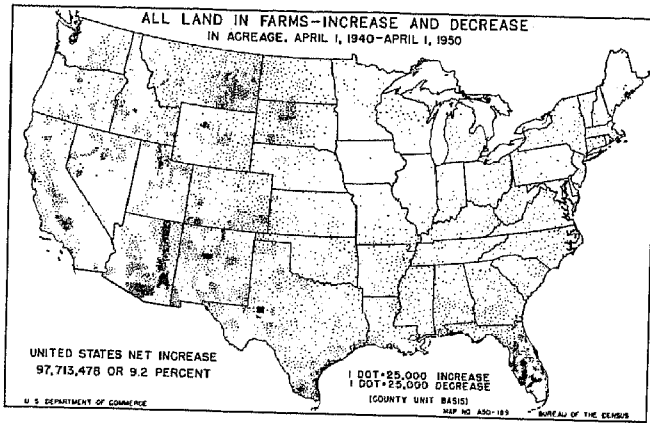 ALL LAND IN FARMS-INCREASE AND DECREASE
IN ACREAGE, APRIL 1, 1940-APRIL 1, 1950
UNITED STATES NET INCREASE
97,713,478 OR 9.2 PERCENT
1 DOT=25,000 INCREASE
1 DOT=25,000 DECREASE
(COUNTY UNIT BASIS)
U S DEPARTMENT OF COMMERCE
MAP NO A50-189
BUREAU OF THE CENSUS